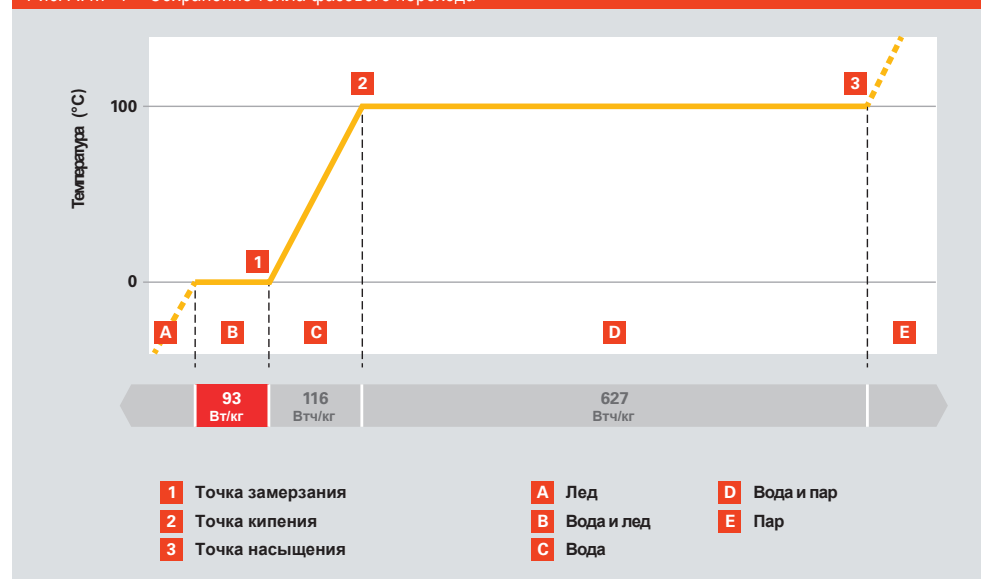 100
0
Температура (°C)
2
3
1
A
B
C
D
E
93
Вт/кг
116
Втч/кг
627
Втч/кг
1 Точка замерзания
2 Точка кипения
3 Точка насыщения
A Лед
B Вода и лед
C Вода
D Вода и пар
E Пар